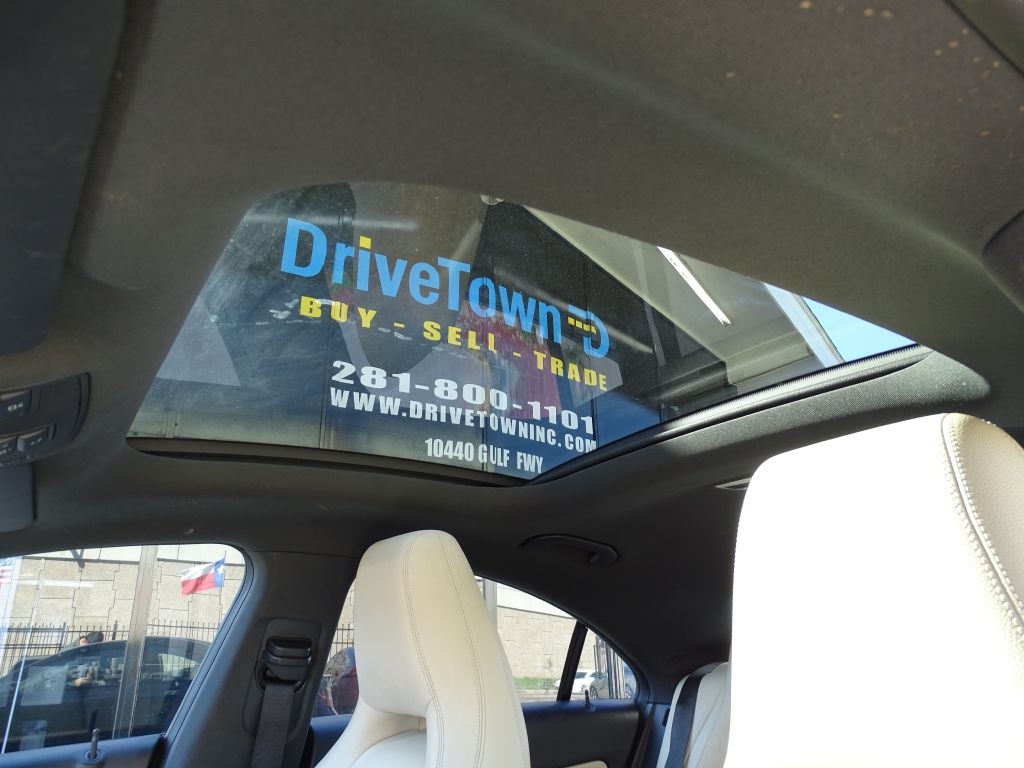 DriveTown
BUY - SELL - TRADE
281-800-1101
WWW.DRIVETOWNINC.COM
10440 GULF FWY